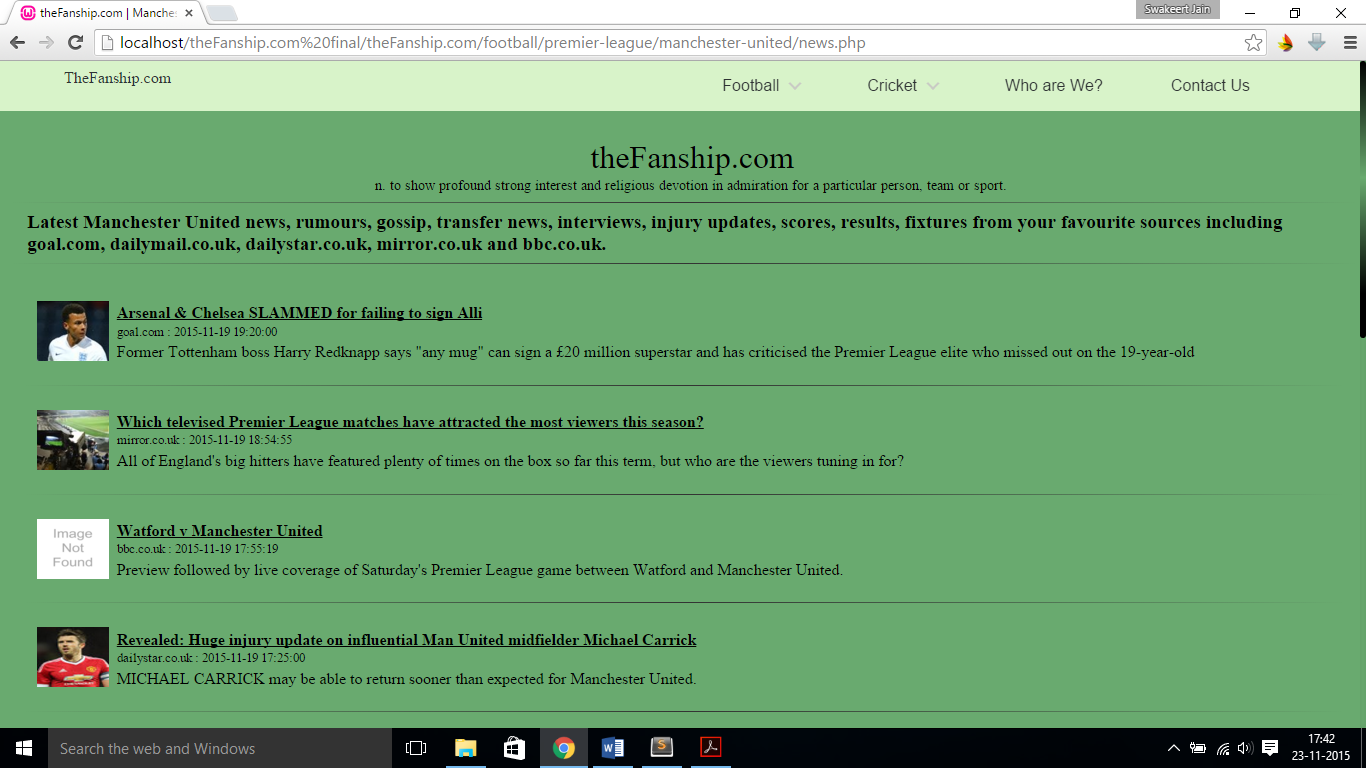 theFanship.com | Manche
Swakeert Jain
localhost/theFanship.com%20final/theFanship.com/football/premier-league/manchester-united/news.php
TheFanship.com
Football
Cricket
Who are We?
Contact Us
theFanship.com
n. to show profound strong interest and religious devotion in admiration for a particular person, team or sport.
Latest Manchester United news, rumours, gossip, transfer news, interviews, injury updates, scores, results, fixtures from your favourite sources including
goal.com, dailymail.co.uk, dailystar.co.uk, mirror.co.uk and bbc.co.uk.
Arsenal & Chelsea SLAMMED for failing to sign Alli
goal.com : 2015-11-19 19:20:00
Former Tottenham boss Harry Redknapp says "any mug" can sign a £20 million superstar and has criticised the Premier League elite who missed out on the 19-year-old
Which televised Premier League matches have attracted the most viewers this season?
mirror.co.uk : 2015-11-19 18:54:55
All of England's big hitters have featured plenty of times on the box so far this term, but who are the viewers tuning in for?
Image
Not
Found
Watford v Manchester United
bbc.co.uk : 2015-11-19 17:55:19
Preview followed by live coverage of Saturday's Premier League game between Watford and Manchester United.
Revealed: Huge injury update on influential Man United midfielder Michael Carrick
dailystar.co.uk : 2015-11-19 17:25:00
MICHAEL CARRICK may be able to return sooner than expected for Manchester United.
Search the web and Windows
17:42
23-11-2015